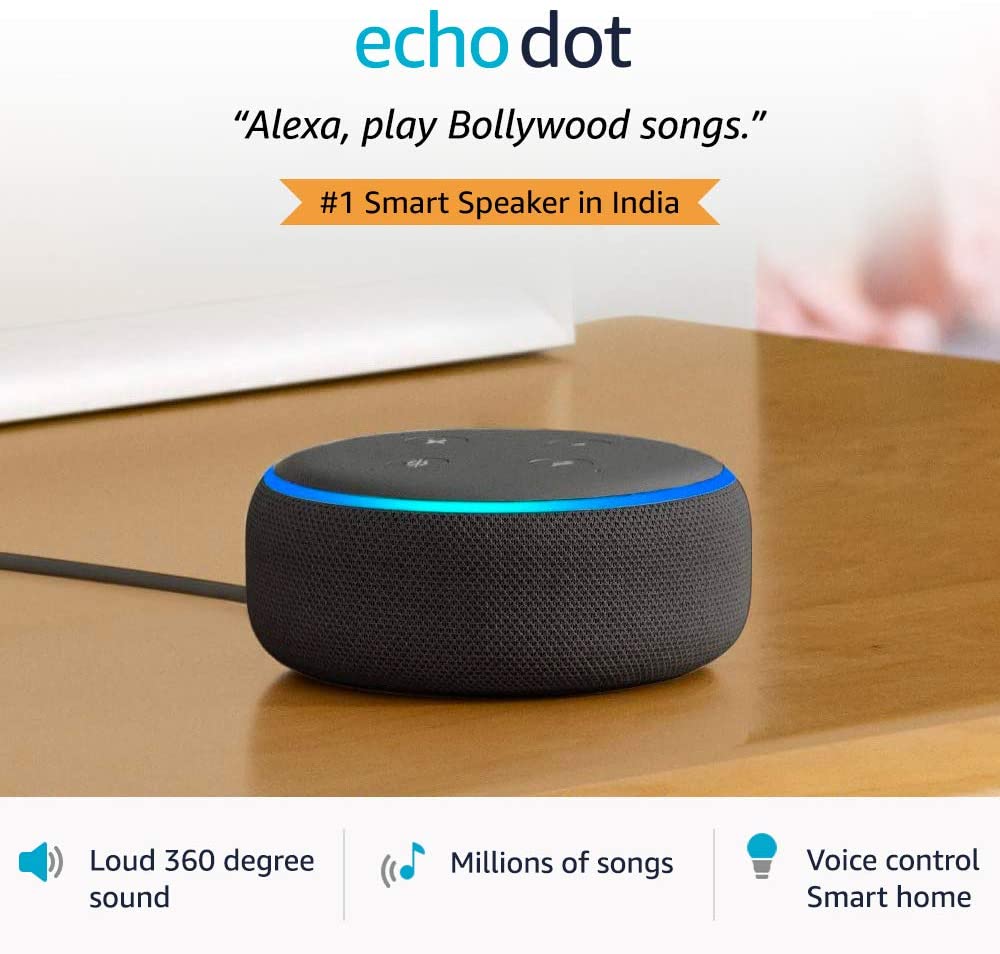 echo dot
“Alexa, play Bollywood songs.”
#1 Smart Speaker in India
Loud 360 degree
sound
Millions of songs
Voice control
Smart home